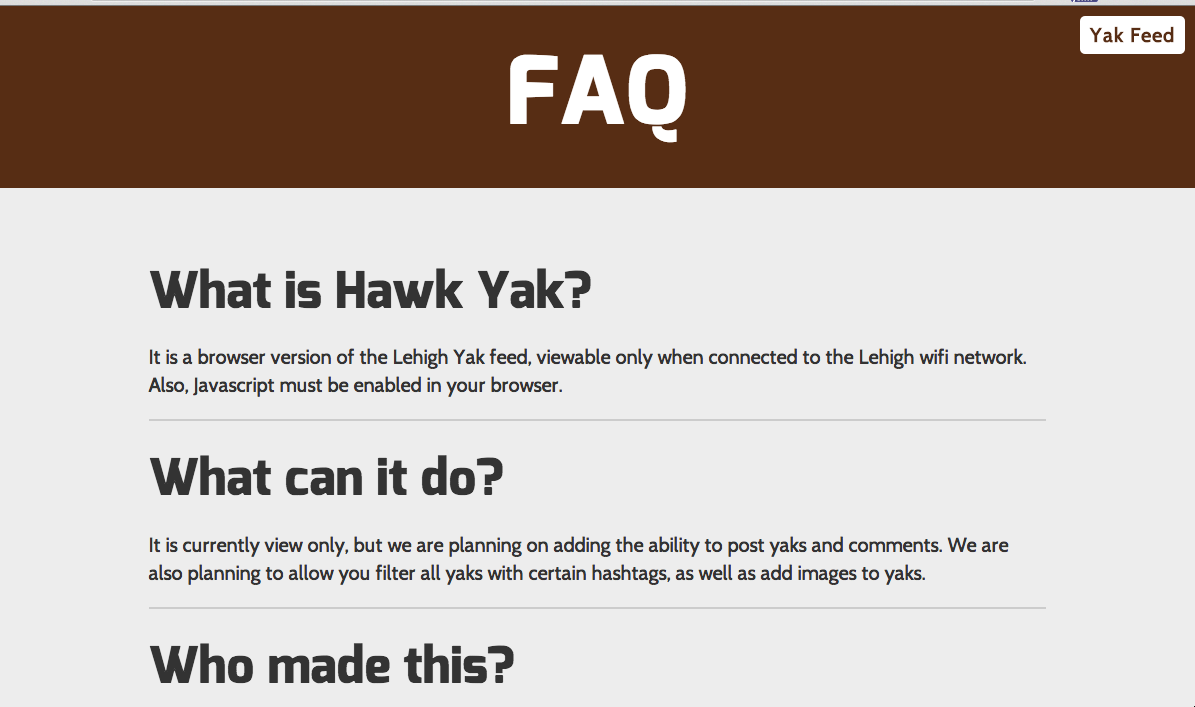 Yak Feed
FAQ
What is Hawk Yak?
It is a browser version of the Lehigh Yak feed, viewable only when connected to the Lehigh wifi network.
Also, Javascript must be enabled in your browser.
What can it do?
It is currently view only, but we are planning on adding the ability to post yaks and comments. We are
also planning to allow you filter all yaks with certain hashtags, as well as add images to yaks.
Who made this?